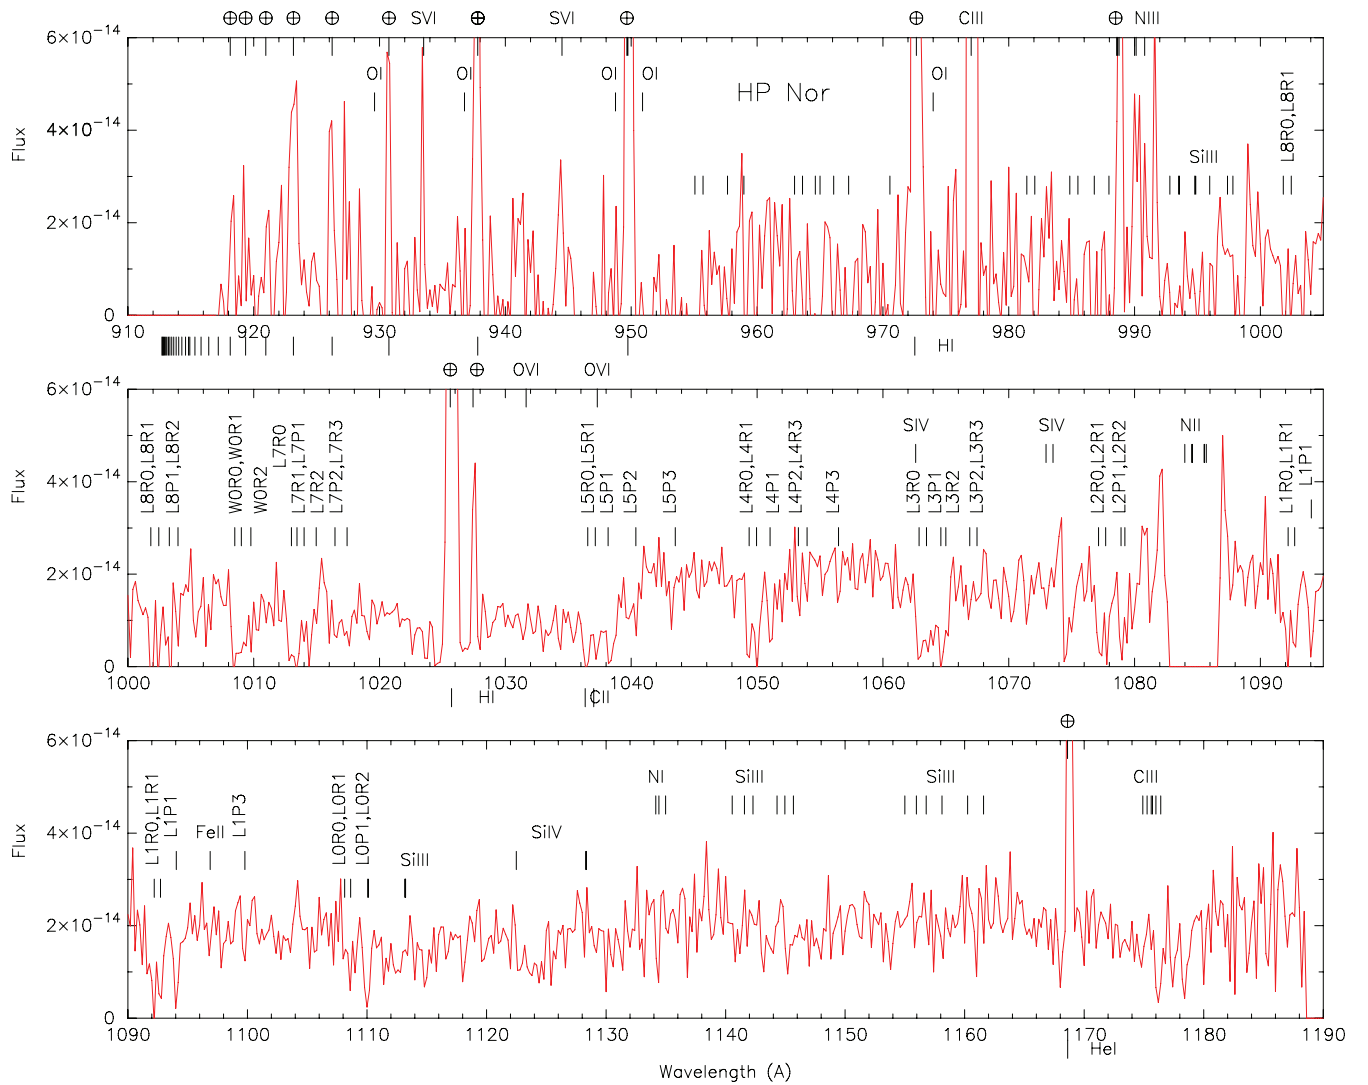 ⊕ ⊕ ⊕ ⊕ ⊕ ⊕ SVI ⊕ SVI ⊕ ⊕ CIII ⊕ NIII
6×10⁻¹⁴
4×10⁻¹⁴
2×10⁻¹⁴
0
Flux
OI OI OI OI OI
HP Nor
SiIII
L8R0,L8R1
910 920 930 940 950 960 970 980 990 1000
HI
⊕ ⊕ OVI OVI
6×10⁻¹⁴
4×10⁻¹⁴
2×10⁻¹⁴
0
Flux
L8R0,L8R1
L8P1,L8R2
W0R0,W0R1
W0R2
L7R0
L7R1,L7P1
L7R2
L7P2,L7R3
L5R0,L5R1
L5P1
L5P2
L5P3
L4R0,L4R1
L4P1
L4P2,L4R3
L4P3
SIV
L3R0
L3P1
L3R2
L3P2,L3R3
SIV
L2R0,L2R1
L2P1,L2R2
NII
L1R0,L1R1
L1P1
1000 1010 1020 1030 1040 1050 1060 1070 1080 1090
HI CII
⊕
6×10⁻¹⁴
4×10⁻¹⁴
2×10⁻¹⁴
0
Flux
L1R0,L1R1
L1P1
FeII
L1P3
L0R0,L0R1
L0P1,L0R2
SiIII
SiIV
NI
SiIII
SiIII
CIII
1090 1100 1110 1120 1130 1140 1150 1160 1170 1180 1190
HeI
Wavelength (A)